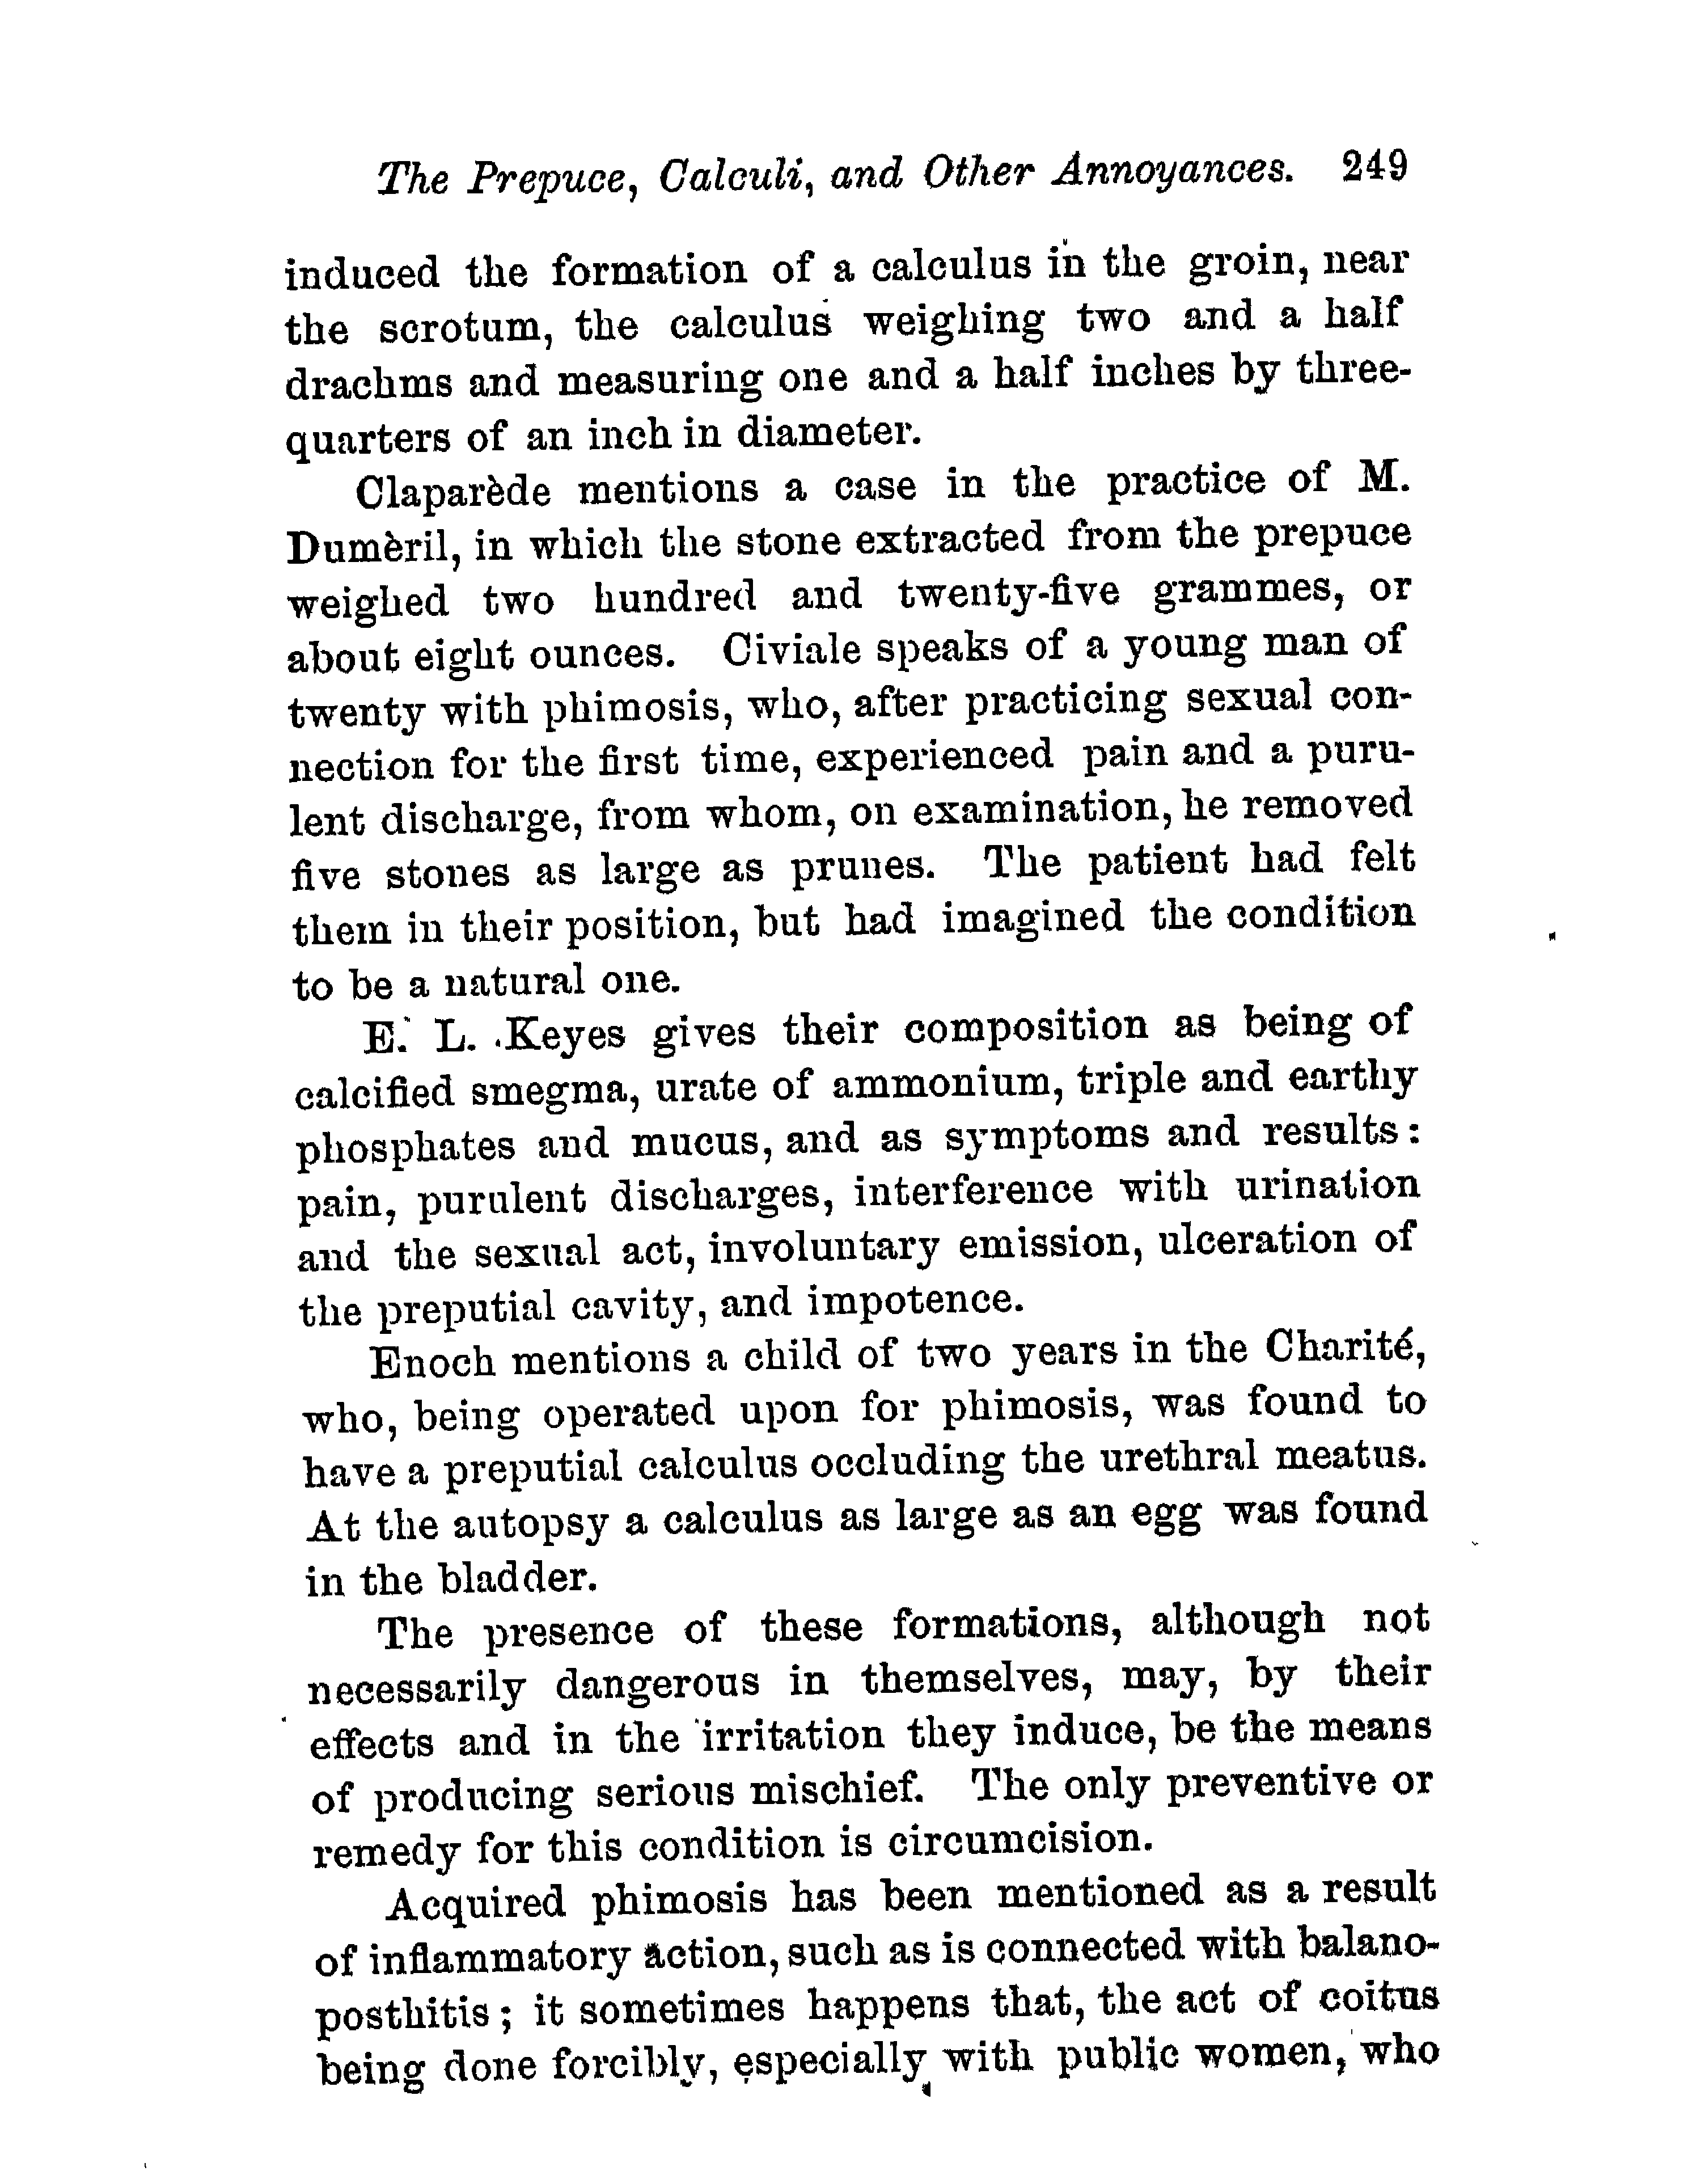 The Prepuce, Calculi, and Other Annoyances. 249
induced the formation of a calculus in the groin, near
the scrotum, the calculus weighing two and a half
drachms and measuring one and a half inches by three-
quarters of an inch in diameter.
Claparède mentions a case in the practice of M.
Dumèril, in which the stone extracted from the prepuce
weighed two hundred and twenty-five grammes, or
about eight ounces. Civiale speaks of a young man of
twenty with phimosis, who, after practicing sexual con-
nection for the first time, experienced pain and a puru-
lent discharge, from whom, on examination, he removed
five stones as large as prunes. The patient had felt
them in their position, but had imagined the condition
to be a natural one.
E. L. Keyes gives their composition as being of
calcified smegma, urate of ammonium, triple and earthy
phosphates and mucus, and as symptoms and results:
pain, purulent discharges, interference with urination
and the sexual act, involuntary emission, ulceration of
the preputial cavity, and impotence.
Enoch mentions a child of two years in the Charité,
who, being operated upon for phimosis, was found to
have a preputial calculus occluding the urethral meatus.
At the autopsy a calculus as large as an egg was found
in the bladder.
The presence of these formations, although not
necessarily dangerous in themselves, may, by their
effects and in the irritation they induce, be the means
of producing serious mischief. The only preventive or
remedy for this condition is circumcision.
Acquired phimosis has been mentioned as a result
of inflammatory action, such as is connected with balano-
posthitis; it sometimes happens that, the act of coitus
being done forcibly, especially with public women, who